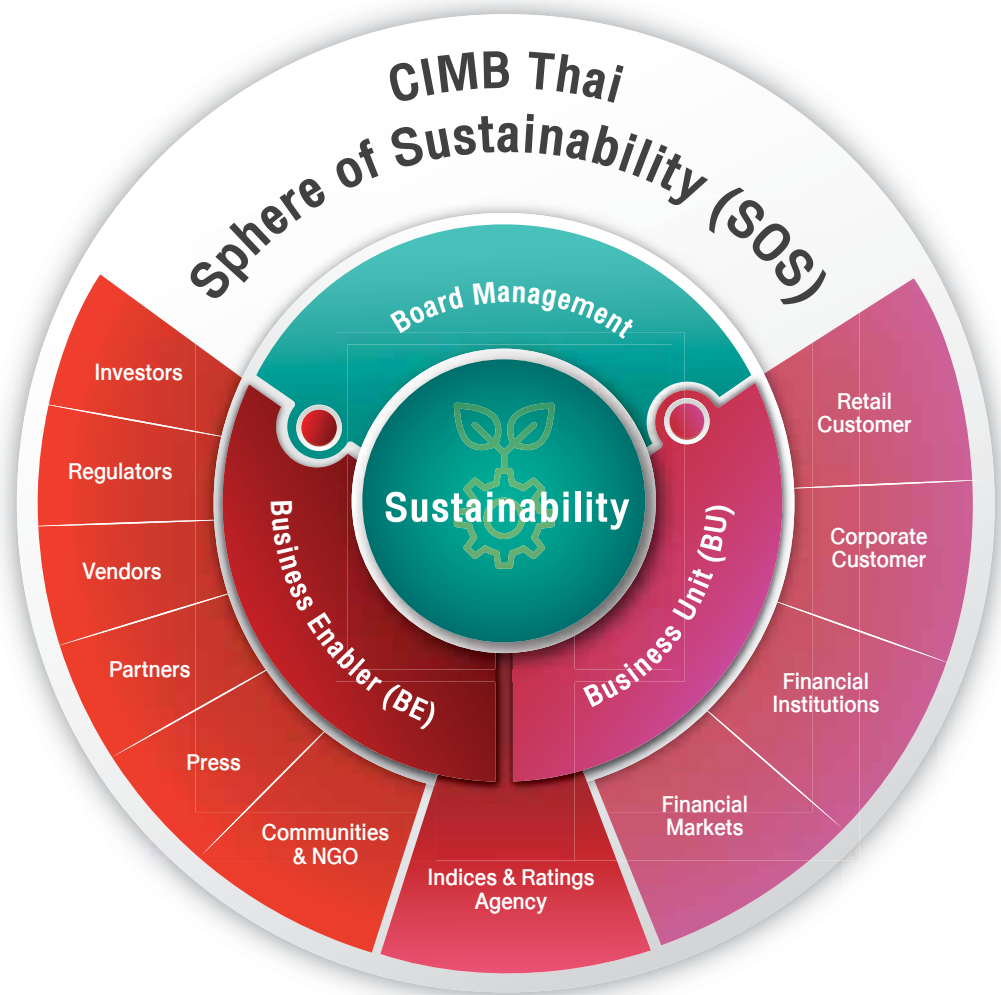 CIMB Thai
Sphere of Sustainability (SOS)
Board Management
Sustainability
Business Enabler (BE)
Business Unit (BU)
Investors
Regulators
Vendors
Partners
Press
Communities
& NGO
Indices & Ratings
Agency
Retail
Customer
Corporate
Customer
Financial
Institutions
Financial
Markets